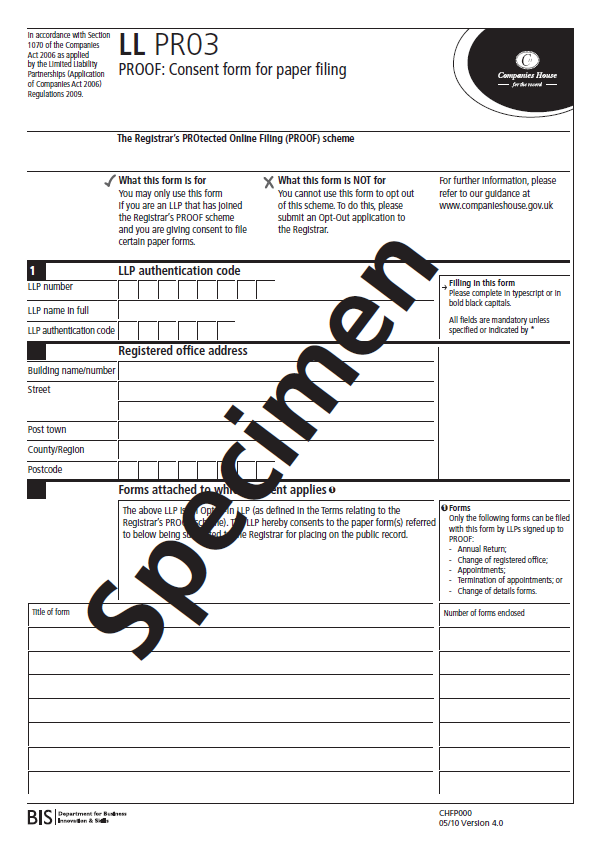 In accordance with Section
1070 of the Companies
Act 2006 as applied
by the Limited Liability
Partnerships (Application
of Companies Act 2006)
Regulations 2009.
LL PR03
PROOF: Consent form for paper filing
Companies House
for the record
The Registrar's PROtected Online Filing (PROOF) scheme
✓ What this form is for
You may only use this form
if you are an LLP that has joined
the Registrar's PROOF scheme
and you are giving consent to file
certain paper forms.
✗ What this form is NOT for
You cannot use this form to opt out
of this scheme. To do this, please
submit an Opt-Out application to
the Registrar.
For further information, please
refer to our guidance at
www.companieshouse.gov.uk
1 LLP authentication code
LLP number
LLP name in full
LLP authentication code
→ Filling in this form
Please complete in typescript or in
bold black capitals.
All fields are mandatory unless
specified or indicated by *
Registered office address
Building name/number
Street
Post town
County/Region
Postcode
Specimen
Forms attached to which applies ❶
The above LLP is LLP (as defined in the Terms relating to the
Registrar's LLP hereby consents to the paper form(s) referred
to below being the Registrar for placing on the public record.
❶ Forms
Only the following forms can be filed
with this form by LLPs signed up to
PROOF:
- Annual Return;
- Change of registered office;
- Appointments;
- Termination of appointments; or
- Change of details forms.
Title of form
Number of forms enclosed
BIS
Department for Business
Innovation & Skills
CHFP000
05/10 Version 4.0